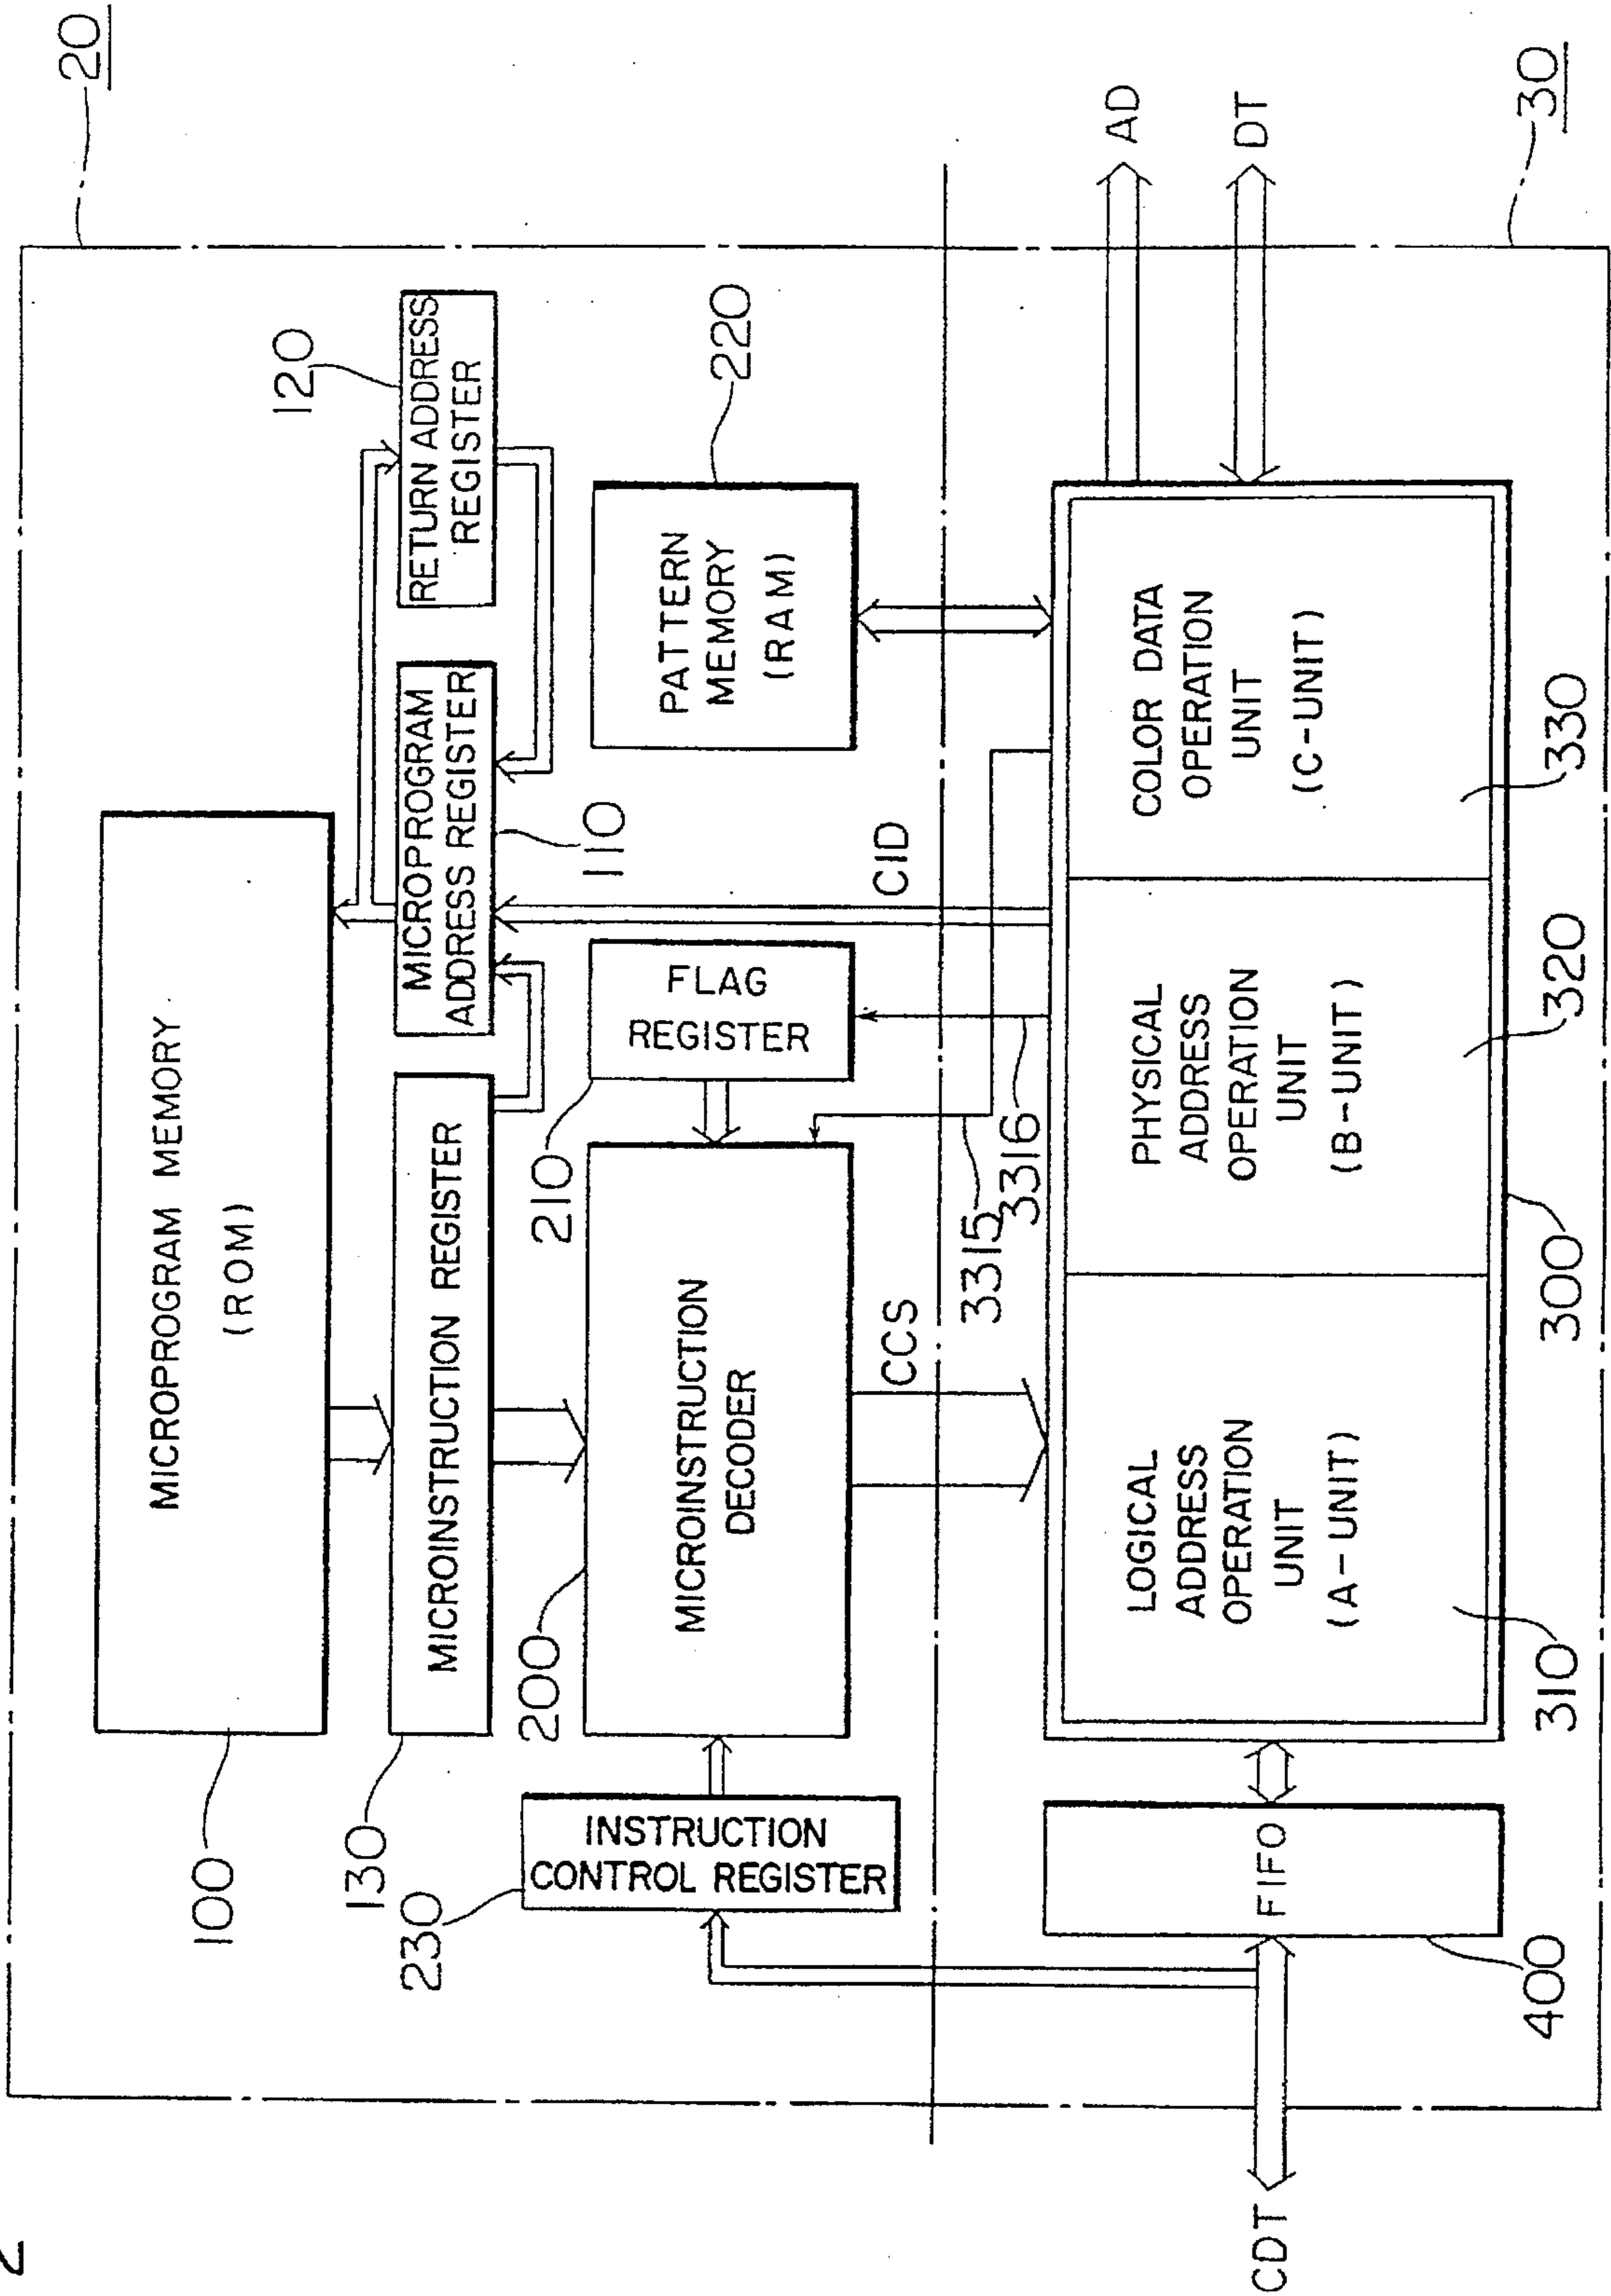 20
MICROPROGRAM MEMORY
(ROM)
100
120
RETURN ADDRESS
REGISTER
MICROPROGRAM
ADDRESS REGISTER
110
MICROINSTRUCTION REGISTER
130
PATTERN
MEMORY
(RAM)
220
FLAG
REGISTER
210
MICROINSTRUCTION
DECODER
200
INSTRUCTION
CONTROL REGISTER
230
CID
CCS
3315
3316
AD
DT
LOGICAL
ADDRESS
OPERATION
UNIT
(A-UNIT)
310
PHYSICAL
ADDRESS
OPERATION
UNIT
(B-UNIT)
320
COLOR DATA
OPERATION
UNIT
(C-UNIT)
330
300
FIFO
400
CDT
30